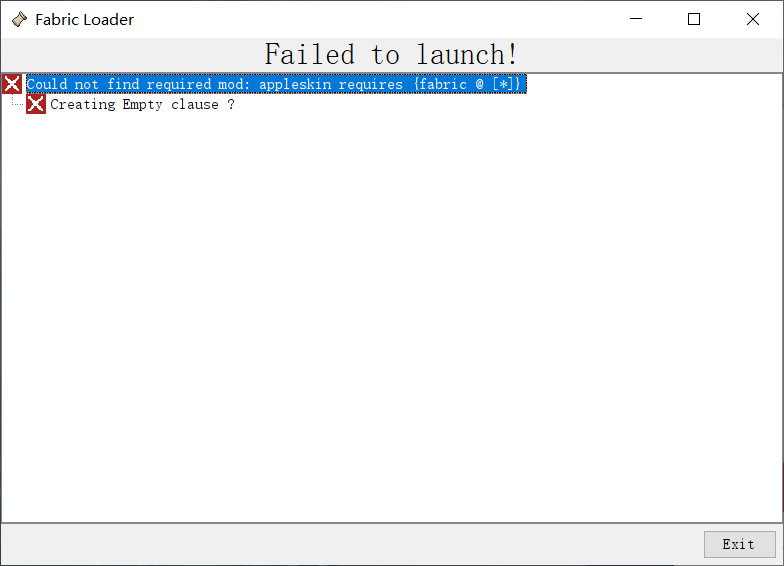 Fabric Loader
Failed to launch!
Could not find required mod: appleskin requires {fabric @ [*]}
Creating Empty clause ?
Exit